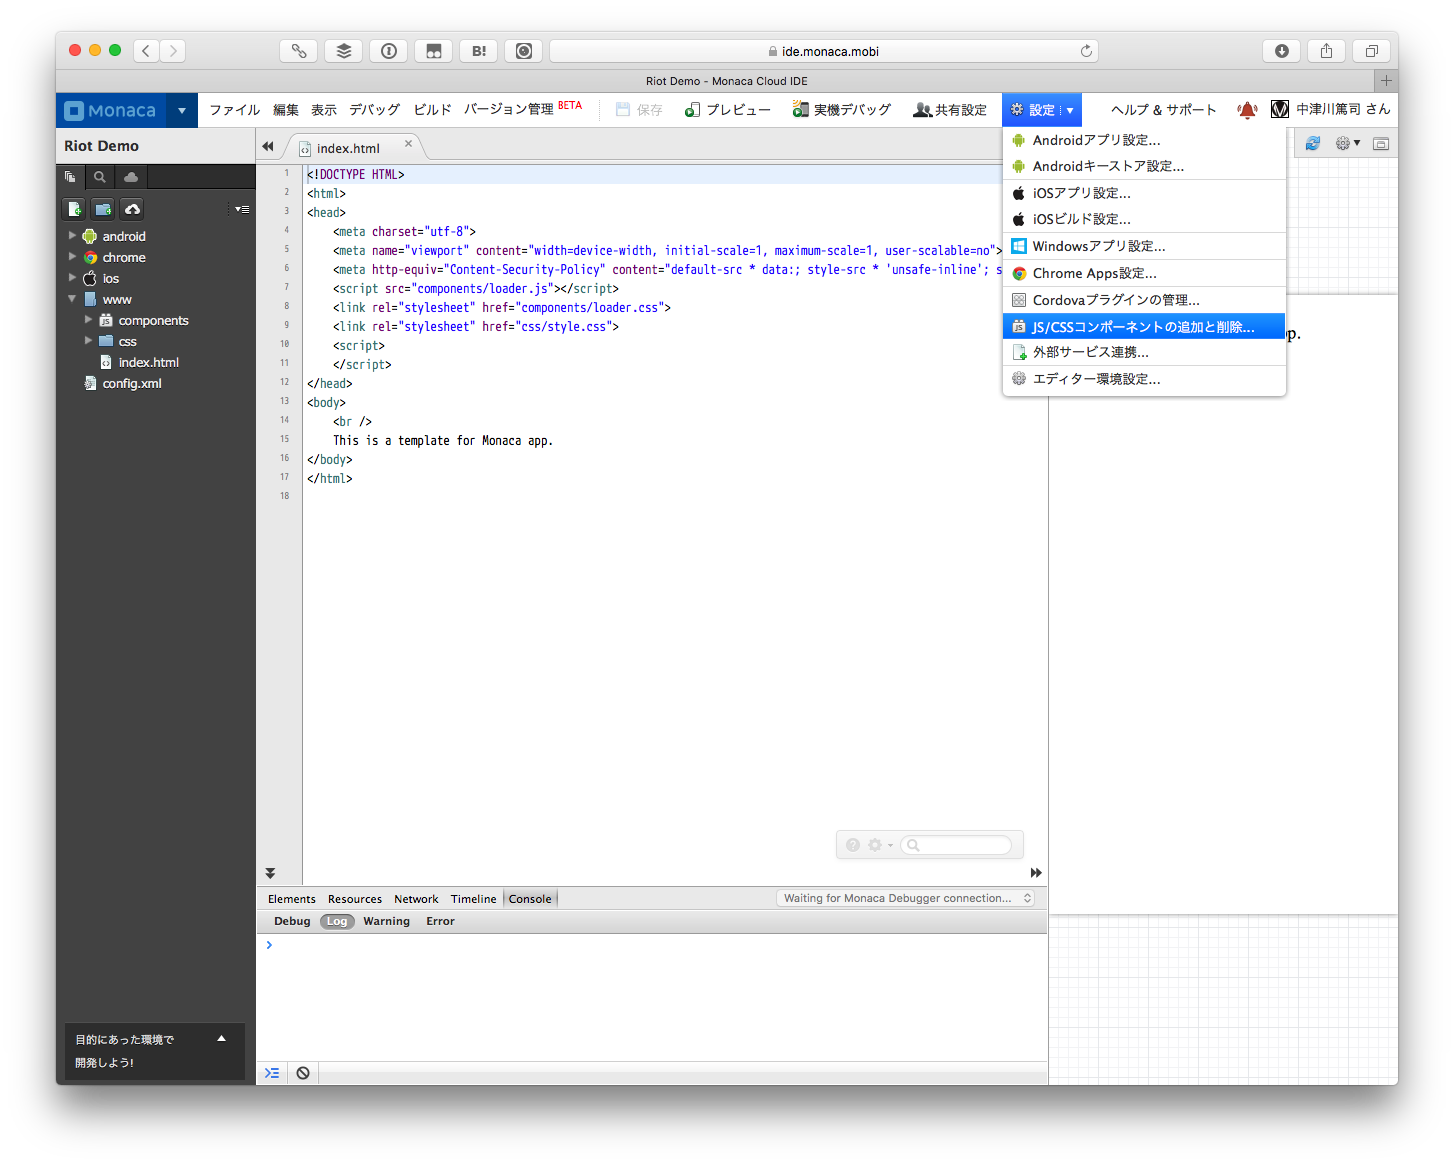 B!
ide.monaca.mobi
Riot Demo - Monaca Cloud IDE
Monaca
ファイル 編集 表示 デバッグ ビルド バージョン管理 BETA 保存 プレビュー 実機デバッグ 共有設定 設定 ヘルプ & サポート 中津川篤司 さん
Riot Demo
index.html
android
chrome
ios
www
JS components
css
index.html
config.xml
目的にあった環境で
開発しよう!
1 <!DOCTYPE HTML>
2 <html>
3 <head>
4 <meta charset="utf-8">
5 <meta name="viewport" content="width=device-width, initial-scale=1, maximum-scale=1, user-scalable=no">
6 <meta http-equiv="Content-Security-Policy" content="default-src * data:; style-src * 'unsafe-inline'; s
7 <script src="components/loader.js"></script>
8 <link rel="stylesheet" href="components/loader.css">
9 <link rel="stylesheet" href="css/style.css">
10 <script>
11 </script>
12 </head>
13 <body>
14 <br />
15 This is a template for Monaca app.
16 </body>
17 </html>
18
Androidアプリ設定...
Androidキーストア設定...
iOSアプリ設定...
iOSビルド設定...
Windowsアプリ設定...
Chrome Apps設定...
Cordovaプラグインの管理...
JS JS/CSSコンポーネントの追加と削除...
外部サービス連携...
エディター環境設定...
pp.
Elements Resources Network Timeline Console Waiting for Monaca Debugger connection...
Debug Log Warning Error